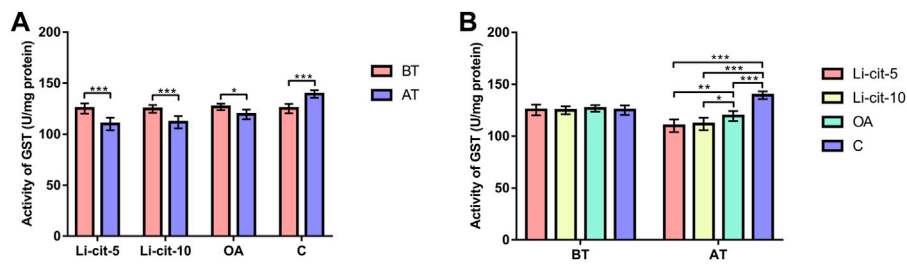 A
Activity of GST (U/mg protein)
200
150
100
50
0
*** *** * ***
Li-cit-5 Li-cit-10 OA C
BT
AT
B
Activity of GST (U/mg protein)
200
150
100
50
0
***
***
***
**
*
BT AT
Li-cit-5
Li-cit-10
OA
C